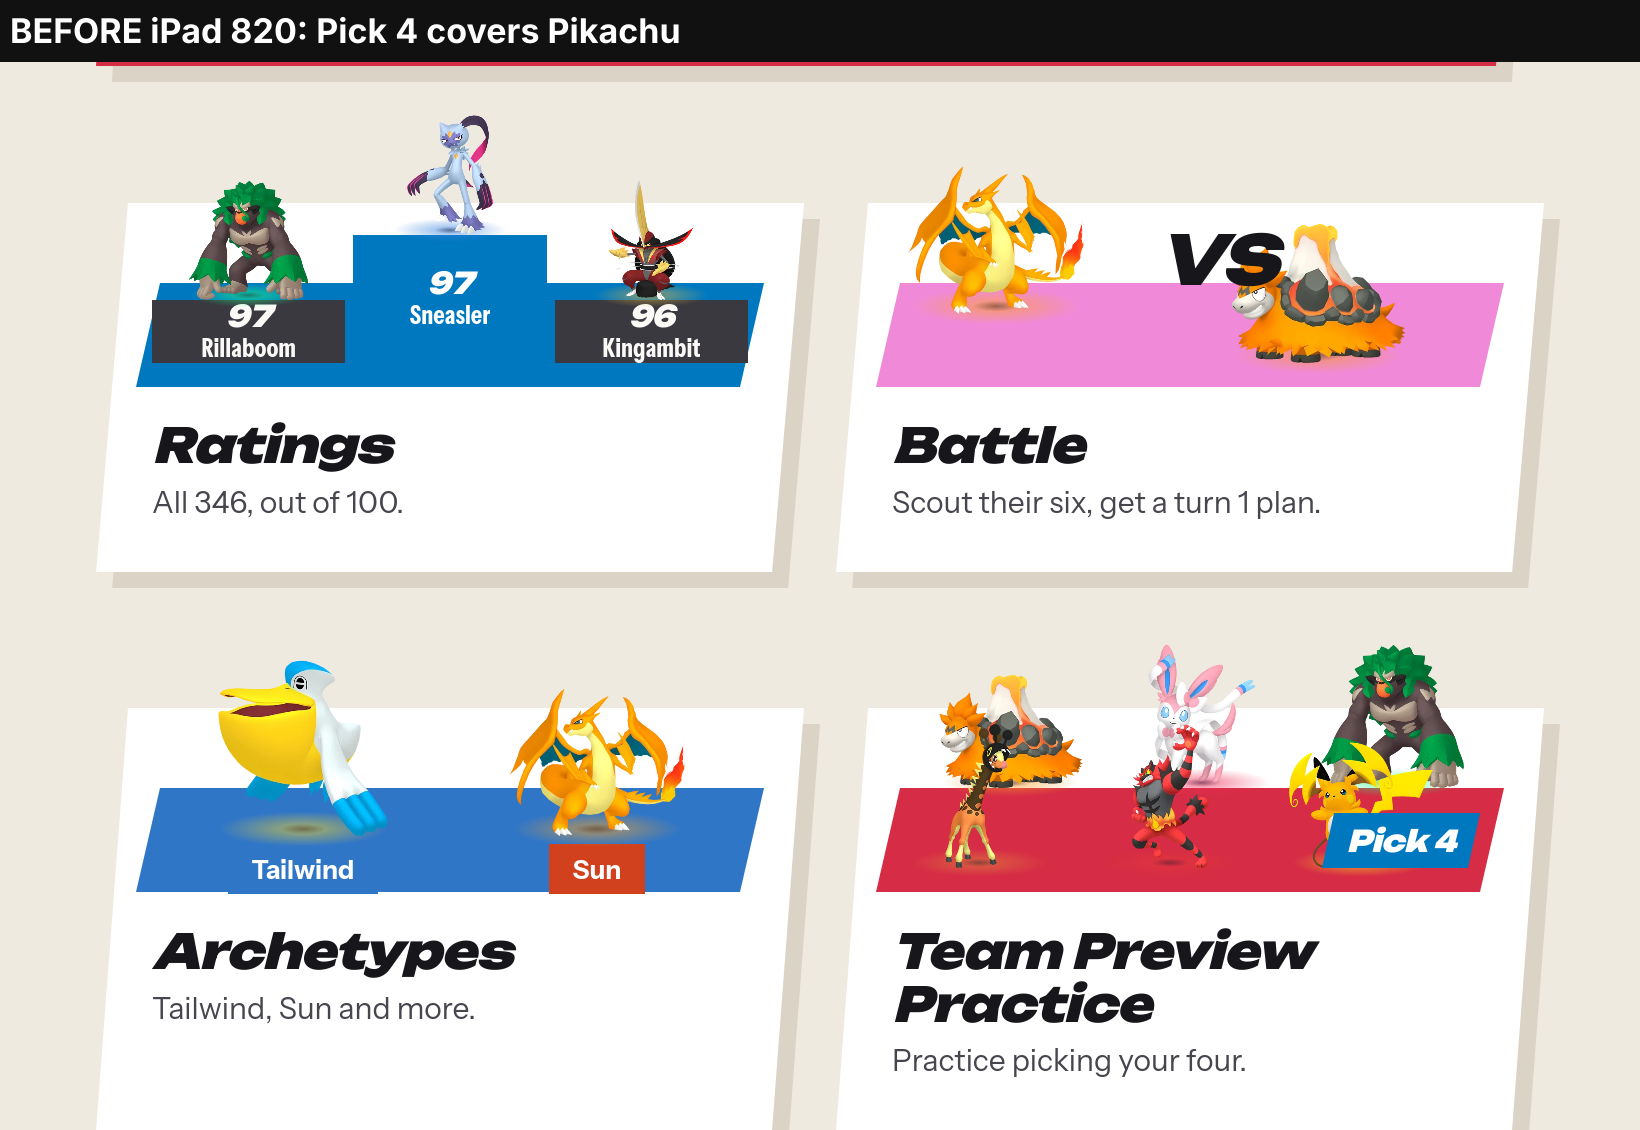 BEFORE iPad 820: Pick 4 covers Pikachu
97
Rillaboom
97
Sneasler
96
Kingambit
Ratings
All 346, out of 100.
VS
Battle
Scout their six, get a turn 1 plan.
Tailwind
Sun
Archetypes
Tailwind, Sun and more.
Pick 4
Team Preview
Practice
Practice picking your four.